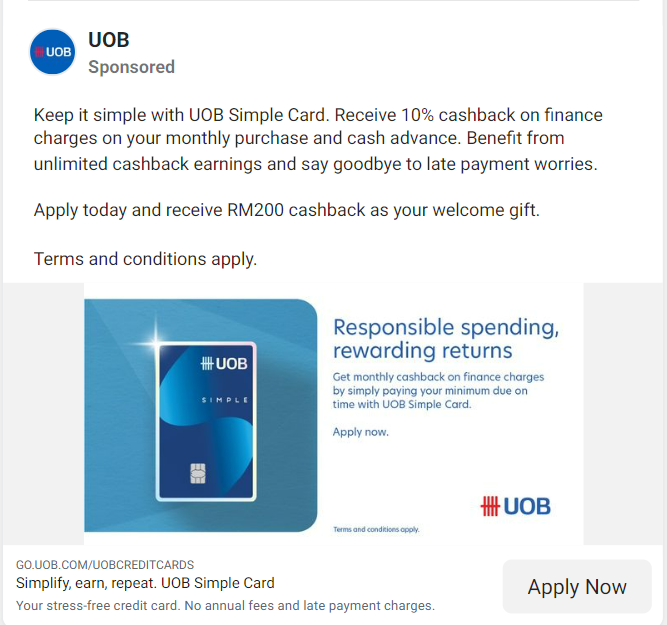 UOB
UOB
Sponsored
Keep it simple with UOB Simple Card. Receive 10% cashback on finance
charges on your monthly purchase and cash advance. Benefit from
unlimited cashback earnings and say goodbye to late payment worries.
Apply today and receive RM200 cashback as your welcome gift.
Terms and conditions apply.
UOB
SIMPLE
Responsible spending,
rewarding returns
Get monthly cashback on finance charges
by simply paying your minimum due on
time with UOB Simple Card.
Apply now.
UOB
Terms and conditions apply.
GO.UOB.COM/UOBCREDITCARDS
Simplify, earn, repeat. UOB Simple Card
Your stress-free credit card. No annual fees and late payment charges.
Apply Now